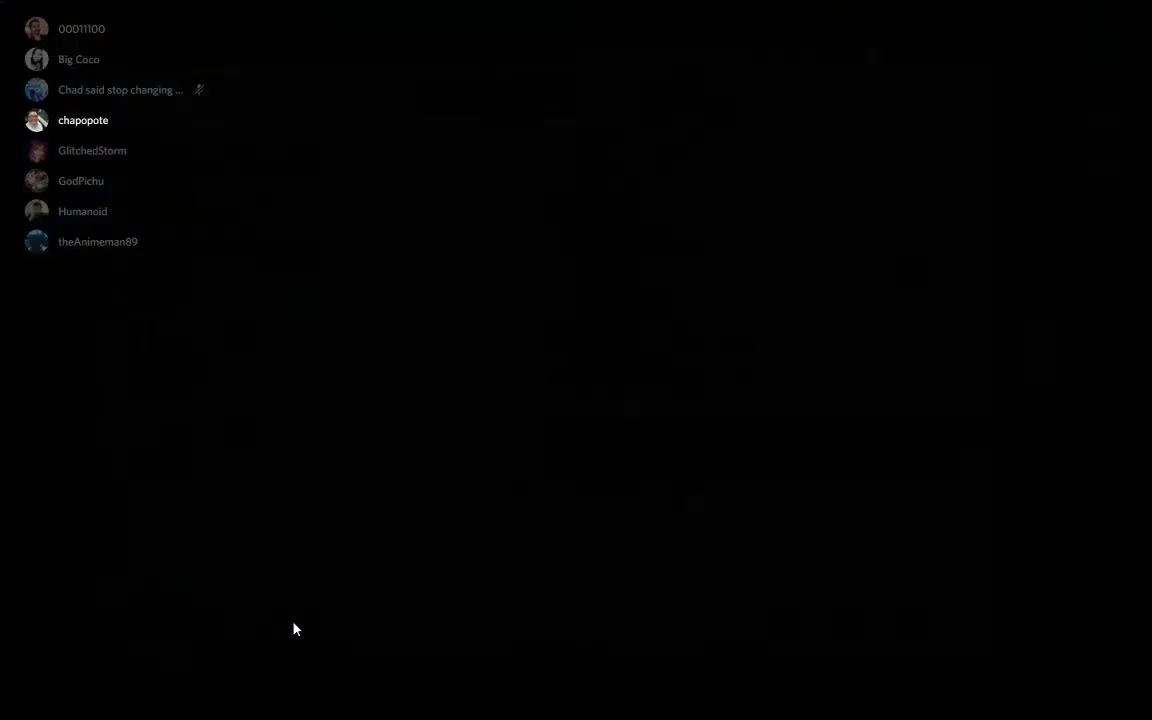 00011100
Big Coco
Chad said stop changing ...
chapopote
GlitchedStorm
GodPichu
Humanoid
theAnimeman89